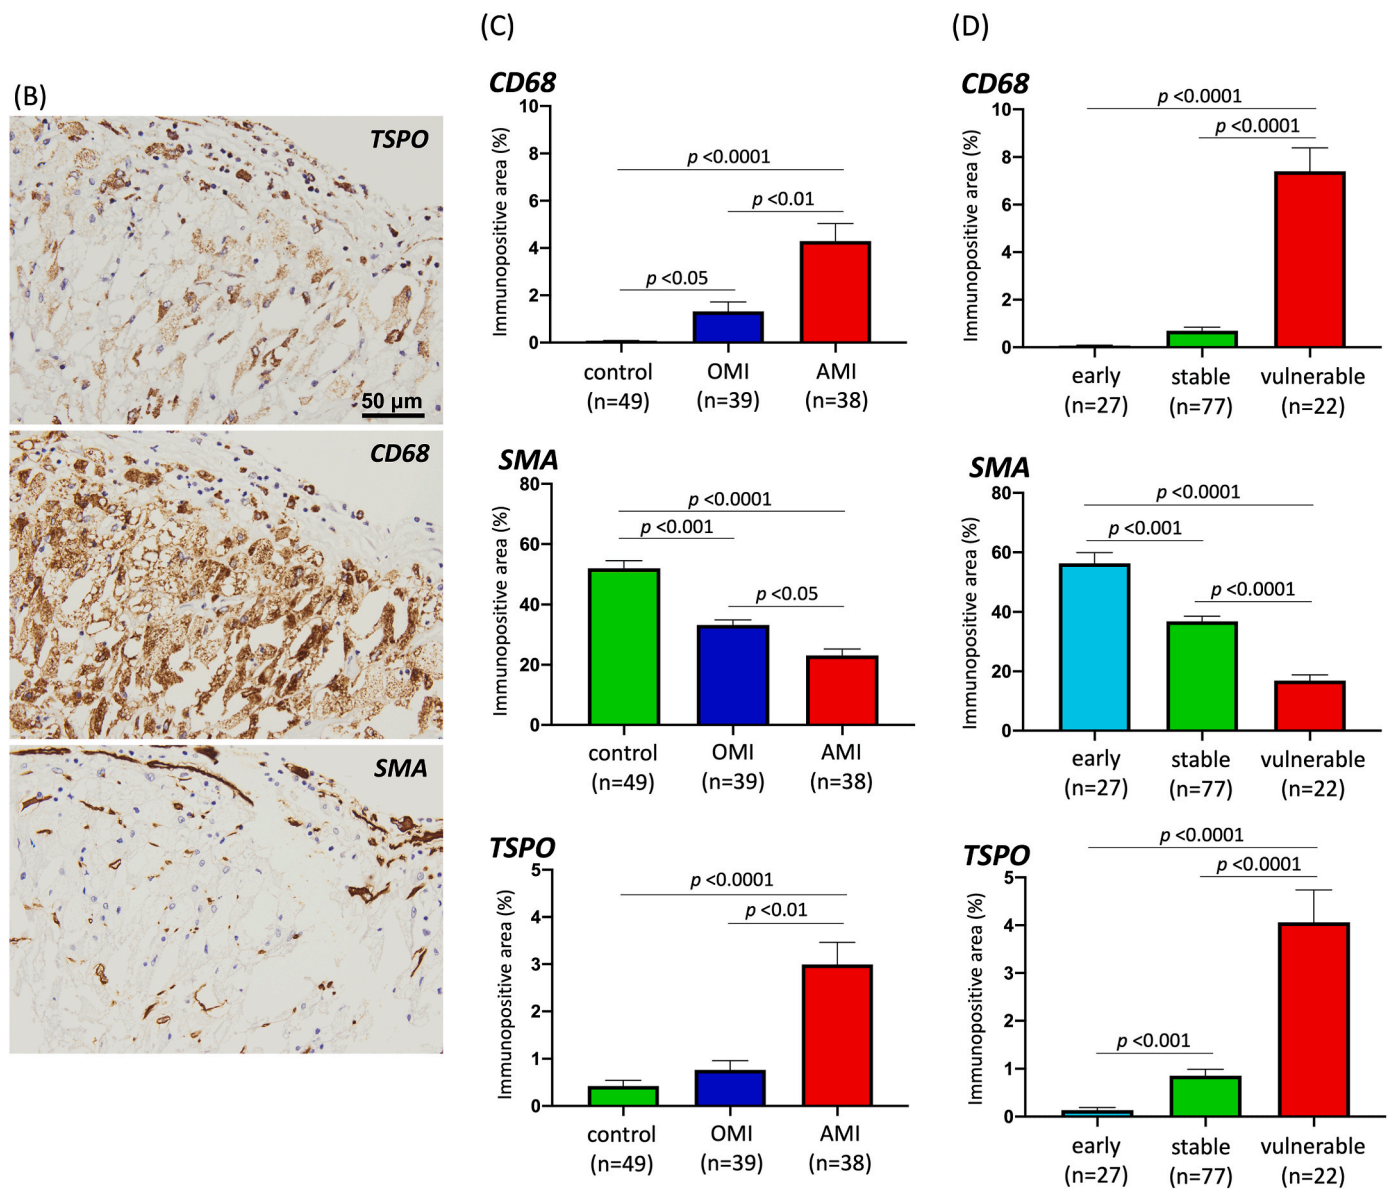 (B)
TSPO
50 µm
CD68
SMA
(C)
CD68
Immunopositive area (%)
10
8
6
4
2
0
p <0.0001
p <0.01
p <0.05
control
(n=49)
OMI
(n=39)
AMI
(n=38)
SMA
Immunopositive area (%)
80
60
40
20
0
p <0.0001
p <0.001
p <0.05
control
(n=49)
OMI
(n=39)
AMI
(n=38)
TSPO
Immunopositive area (%)
5
4
3
2
1
0
p <0.0001
p <0.01
control
(n=49)
OMI
(n=39)
AMI
(n=38)
(D)
CD68
Immunopositive area (%)
10
8
6
4
2
0
p <0.0001
p <0.0001
early
(n=27)
stable
(n=77)
vulnerable
(n=22)
SMA
Immunopositive area (%)
80
60
40
20
0
p <0.0001
p <0.001
p <0.0001
early
(n=27)
stable
(n=77)
vulnerable
(n=22)
TSPO
Immunopositive area (%)
5
4
3
2
1
0
p <0.0001
p <0.0001
p <0.001
early
(n=27)
stable
(n=77)
vulnerable
(n=22)